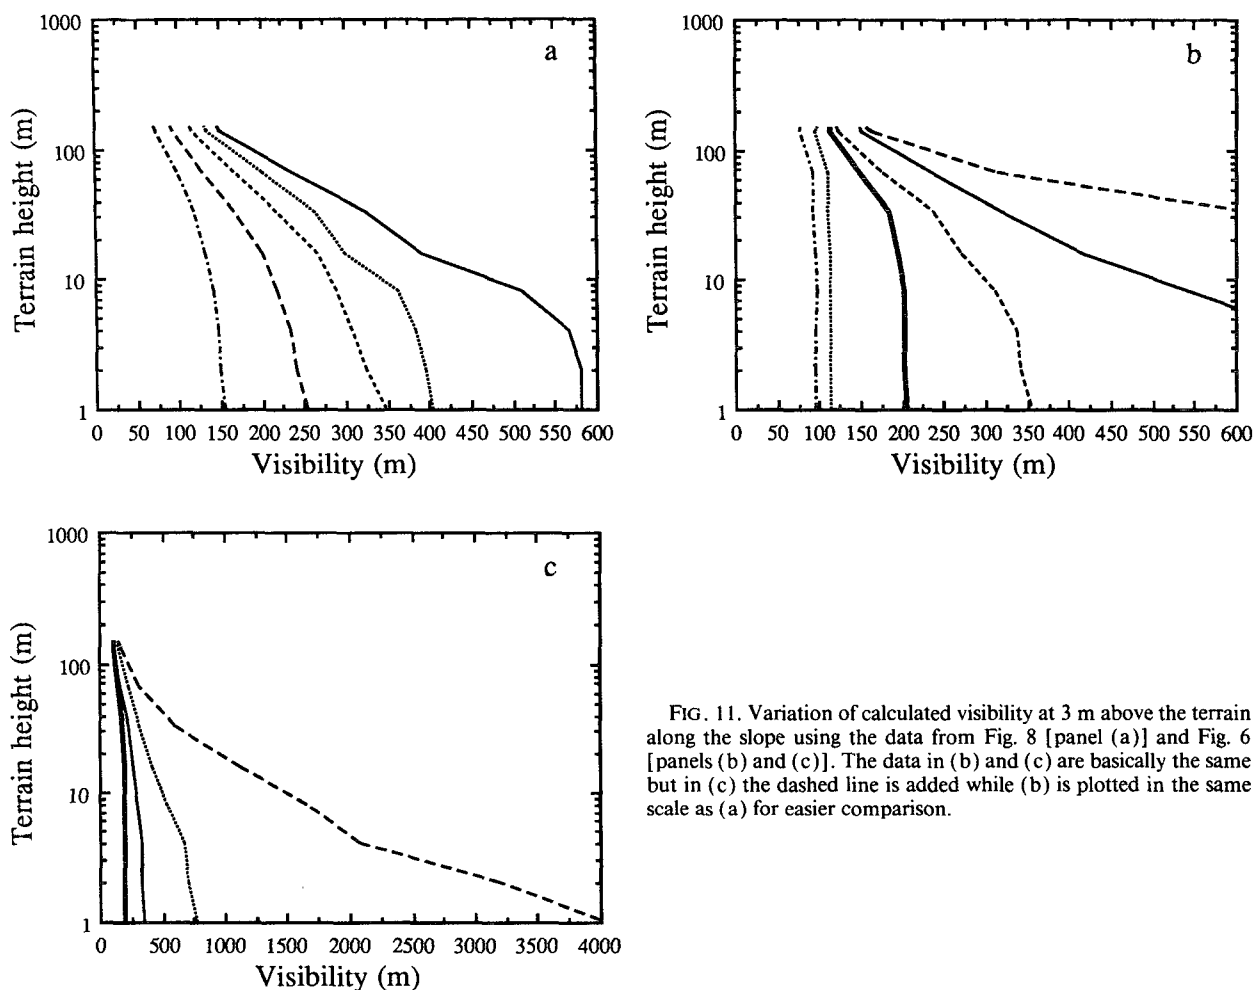 a
1000
100
10
1
Terrain height (m)
0 50 100 150 200 250 300 350 400 450 500 550 600
Visibility (m)
b
1000
100
10
1
Terrain height (m)
0 50 100 150 200 250 300 350 400 450 500 550 600
Visibility (m)
c
1000
100
10
1
Terrain height (m)
0 500 1000 1500 2000 2500 3000 3500 4000
Visibility (m)
FIG. 11. Variation of calculated visibility at 3 m above the terrain
along the slope using the data from Fig. 8 [panel (a)] and Fig. 6
[panels (b) and (c)]. The data in (b) and (c) are basically the same
but in (c) the dashed line is added while (b) is plotted in the same
scale as (a) for easier comparison.